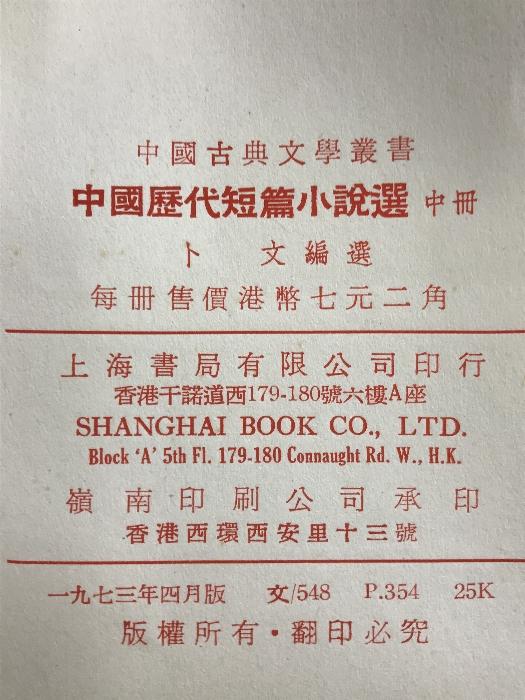 中國古典文學叢書
中國歷代短篇小說選 中冊
卜 文編選
每冊售價港幣七元二角
上海書局有限公司印行
香港干諾道西179-180號六樓A座
SHANGHAI BOOK CO., LTD.
Block 'A' 5th Fl. 179-180 Connaught Rd. W., H.K.
嶺南印刷公司承印
香港西環西安里十三號
一九七三年四月版 文/548 P.354 25K
版權所有·翻印必究